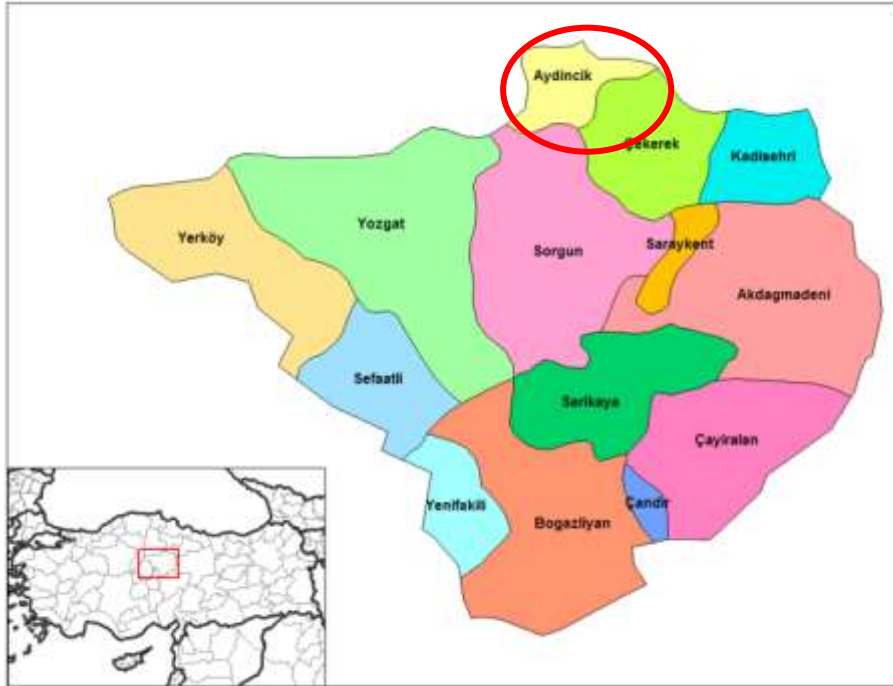 Aydincik
Çekerek
Kadisehri
Yozgat
Yerköy
Sorgun
Saraykent
Akdagmadeni
Sefaatli
Sarikaya
Çayiralan
Yenifakili
Çandir
Bogazliyan